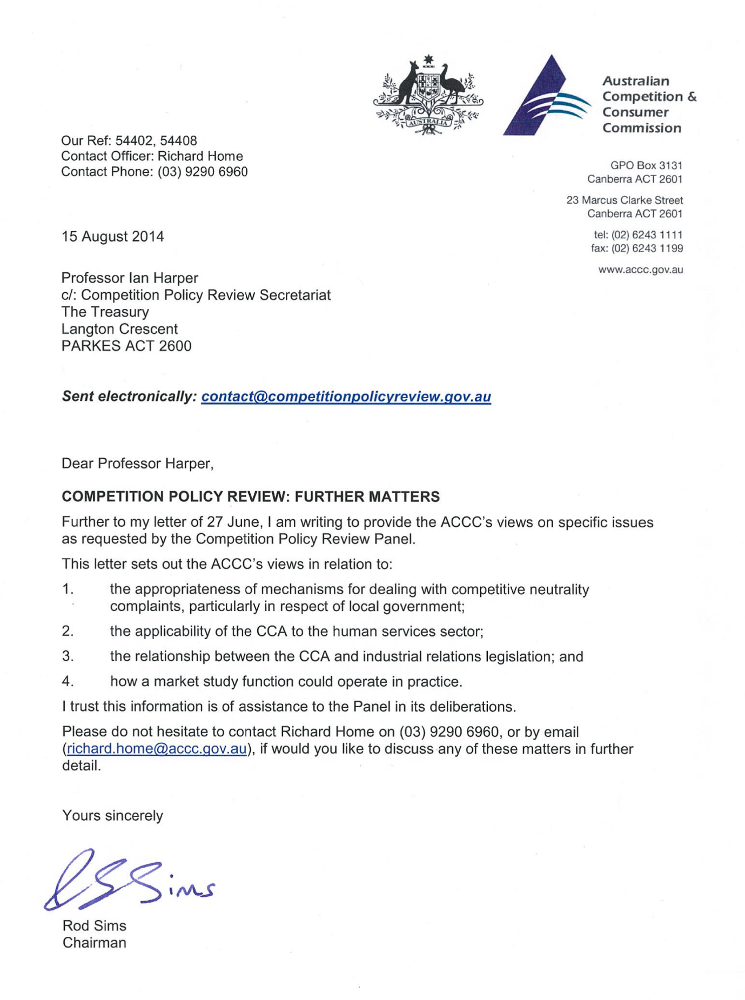 AUSTRALIA
Australian
Competition &
Consumer
Commission
Our Ref: 54402, 54408
Contact Officer: Richard Home
Contact Phone: (03) 9290 6960
GPO Box 3131
Canberra ACT 2601
23 Marcus Clarke Street
Canberra ACT 2601
tel: (02) 6243 1111
fax: (02) 6243 1199
www.accc.gov.au
15 August 2014
Professor Ian Harper
c/: Competition Policy Review Secretariat
The Treasury
Langton Crescent
PARKES ACT 2600
Sent electronically: contact@competitionpolicyreview.gov.au
Dear Professor Harper,
COMPETITION POLICY REVIEW: FURTHER MATTERS
Further to my letter of 27 June, I am writing to provide the ACCC's views on specific issues
as requested by the Competition Policy Review Panel.
This letter sets out the ACCC's views in relation to:
1. the appropriateness of mechanisms for dealing with competitive neutrality
complaints, particularly in respect of local government;
2. the applicability of the CCA to the human services sector;
3. the relationship between the CCA and industrial relations legislation; and
4. how a market study function could operate in practice.
I trust this information is of assistance to the Panel in its deliberations.
Please do not hesitate to contact Richard Home on (03) 9290 6960, or by email
(richard.home@accc.gov.au), if would you like to discuss any of these matters in further
detail.
Yours sincerely
R S Sims
Rod Sims
Chairman